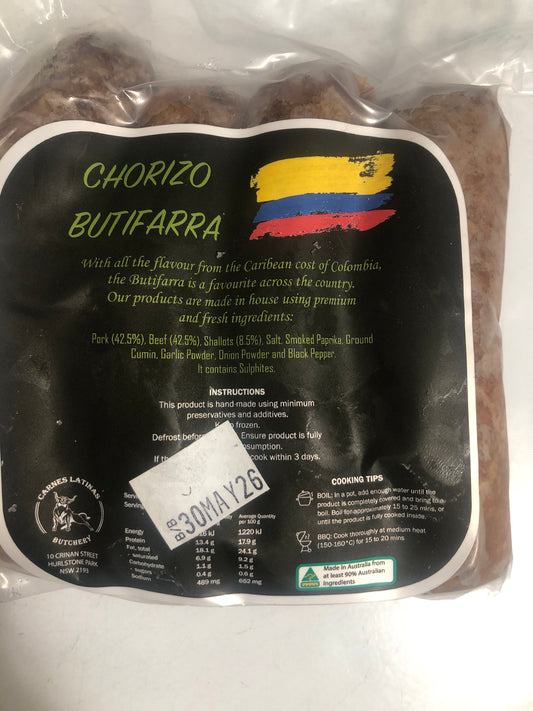 CHORIZO
BUTIFARRA
With all the flavour from the Caribean cost of Colombia,
the Butifarra is a favourite across the country.
Our products are made in house using premium
and fresh ingredients:
Pork (42.5%), Beef (42.5%), Shallots (8.5%), Salt, Smoked Paprika, Ground
Cumin, Garlic Powder, Onion Powder and Black Pepper.
It contains Sulphites.
INSTRUCTIONS
This product is hand-made using minimum
preservatives and additives.
frozen.
Defrost Ensure product is fully
If cook within 3 days.
B/B 30MAY26
Average Quantity
per 100 g
Energy 1220 kJ
Protein 13.4 g 17.9 g
Fat, total 18.1 g 24.1 g
- saturated 6.9 g 9.2 g
Carbohydrate 1.1 g 1.5 g
- sugars 0.4 g 0.6 g
Sodium 489 mg 652 mg
CARNES LATINAS
BUTCHERY
10 CRINAN STREET
HURLSTONE PARK
NSW 2193
COOKING TIPS
BOIL: In a pot, add enough water until the
product is completely covered and bring to a
boil. Boil for approximately 15 to 25 mins, or
until the product is fully cooked inside.
BBQ: Cook thoroughly at medium heat
(150-160°C) for 15 to 20 mins
Made in Australia from
at least 90% Australian
ingredients